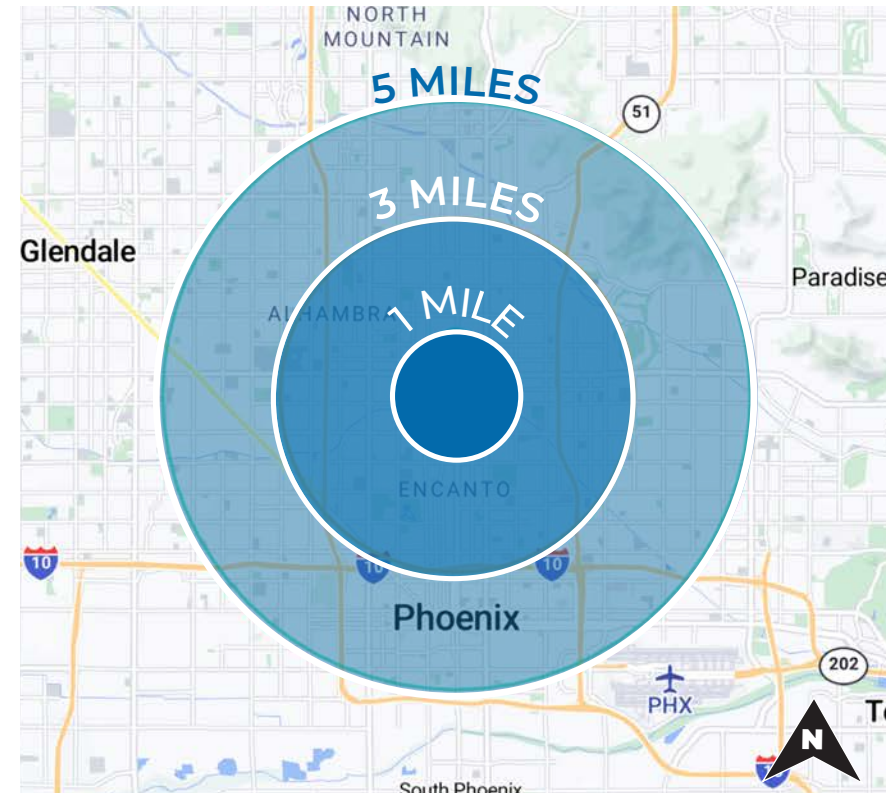 NORTH
MOUNTAIN
5 MILES
51
3 MILES
Glendale
Paradise
1 MILE
ALHAMBRA
ENCANTO
10
10
10
Phoenix
202
PHX
N
South Phoenix